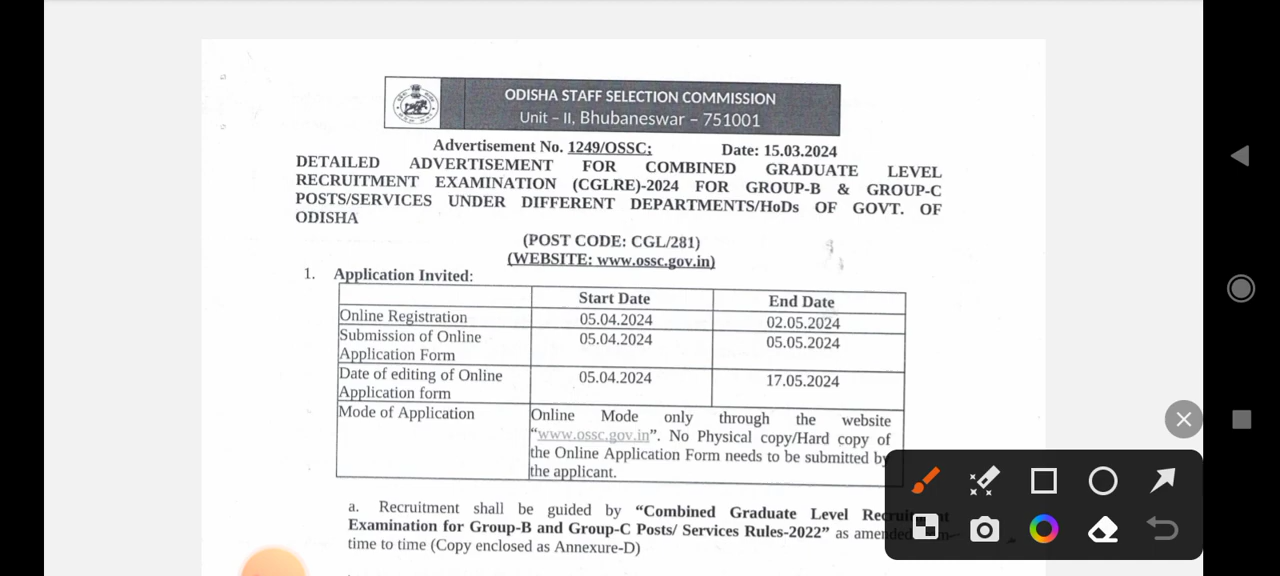 ODISHA STAFF SELECTION COMMISSION
Unit – II, Bhubaneswar – 751001
Advertisement No. 1249/OSSC; Date: 15.03.2024
DETAILED ADVERTISEMENT FOR COMBINED GRADUATE LEVEL
RECRUITMENT EXAMINATION (CGLRE)-2024 FOR GROUP-B & GROUP-C
POSTS/SERVICES UNDER DIFFERENT DEPARTMENTS/HoDs OF GOVT. OF
ODISHA
(POST CODE: CGL/281)
(WEBSITE: www.ossc.gov.in)
1. Application Invited:
Start Date End Date
Online Registration 05.04.2024 02.05.2024
Submission of Online 05.04.2024 05.05.2024
Application Form
Date of editing of Online 05.04.2024 17.05.2024
Application form
Mode of Application Online Mode only through the website
“www.ossc.gov.in”. No Physical copy/Hard copy of
the Online Application Form needs to be submitted by
the applicant.
a. Recruitment shall be guided by “Combined Graduate Level Recruitment
Examination for Group-B and Group-C Posts/ Services Rules-2022” as amended
time to time (Copy enclosed as Annexure-D)